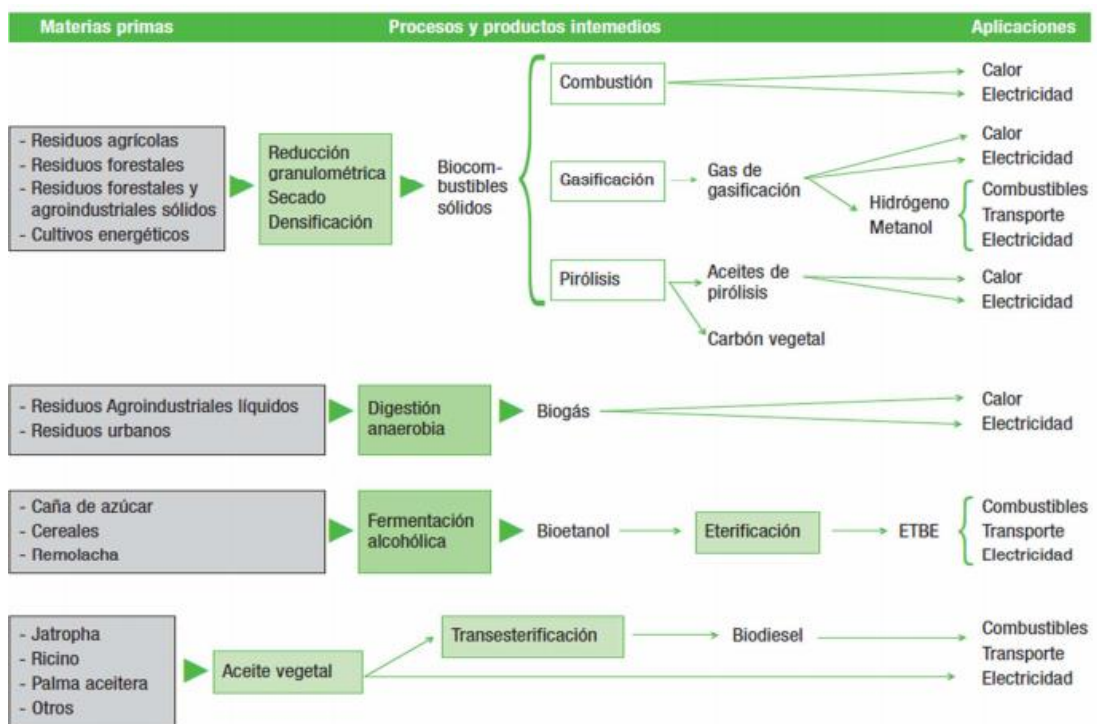 Materias primas
Procesos y productos intermedios
Aplicaciones
- Residuos agrícolas
- Residuos forestales
- Residuos forestales y
agroindustriales sólidos
- Cultivos energéticos
Reducción
granulométrica
Secado
Densificación
Biocom-
bustibles
sólidos
Combustión
Calor
Electricidad
Gasificación
Gas de
gasificación
Calor
Electricidad
Hidrógeno
Metanol
Combustibles
Transporte
Electricidad
Pirólisis
Aceites de
pirólisis
Calor
Electricidad
Carbón vegetal
- Residuos Agroindustriales líquidos
- Residuos urbanos
Digestión
anaerobia
Biogás
Calor
Electricidad
- Caña de azúcar
- Cereales
- Remolacha
Fermentación
alcohólica
Bioetanol
Eterificación
ETBE
Combustibles
Transporte
Electricidad
- Jatropha
- Ricino
- Palma aceitera
- Otros
Aceite vegetal
Transesterificación
Biodiesel
Combustibles
Transporte
Electricidad